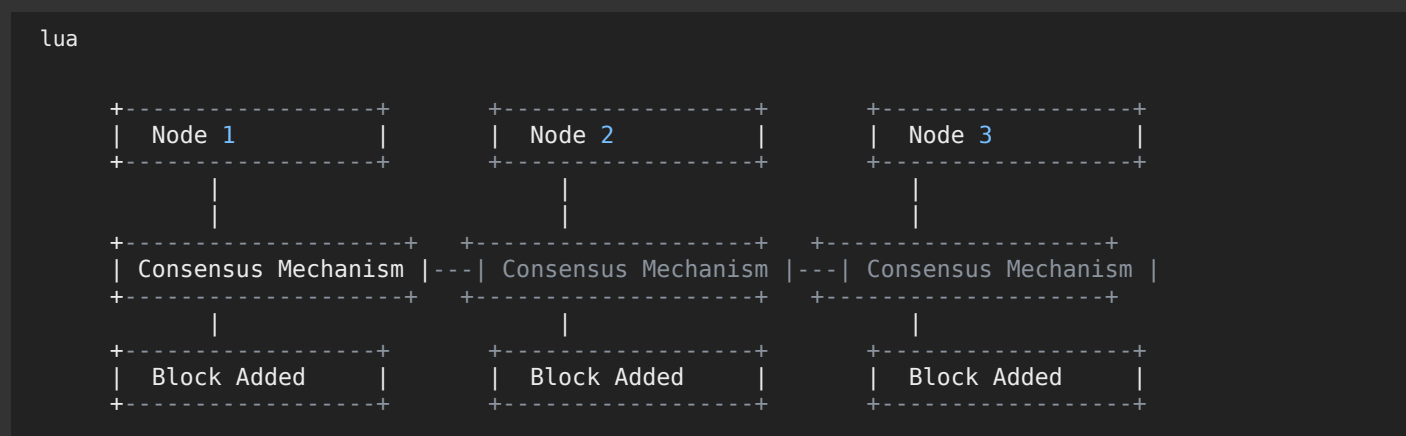 lua
+------------------+       +------------------+       +------------------+
|  Node 1          |       |  Node 2          |       |  Node 3          |
+------------------+       +------------------+       +------------------+
       |                        |                        |
       |                        |                        |
+--------------------+   +--------------------+   +--------------------+
| Consensus Mechanism |---| Consensus Mechanism |---| Consensus Mechanism |
+--------------------+   +--------------------+   +--------------------+
       |                        |                        |
+------------------+       +------------------+       +------------------+
|  Block Added     |       |  Block Added     |       |  Block Added     |
+------------------+       +------------------+       +------------------+